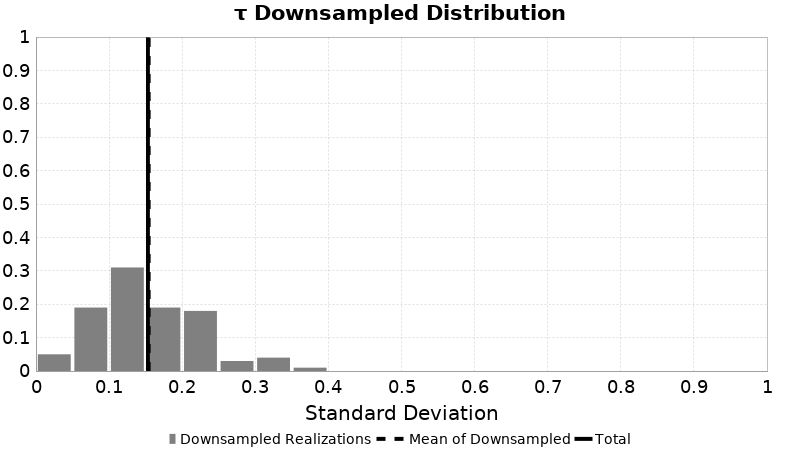 τ Downsampled Distribution
1
0.9
0.8
0.7
0.6
0.5
0.4
0.3
0.2
0.1
0
0 0.1 0.2 0.3 0.4 0.5 0.6 0.7 0.8 0.9 1
Standard Deviation
Downsampled Realizations Mean of Downsampled Total